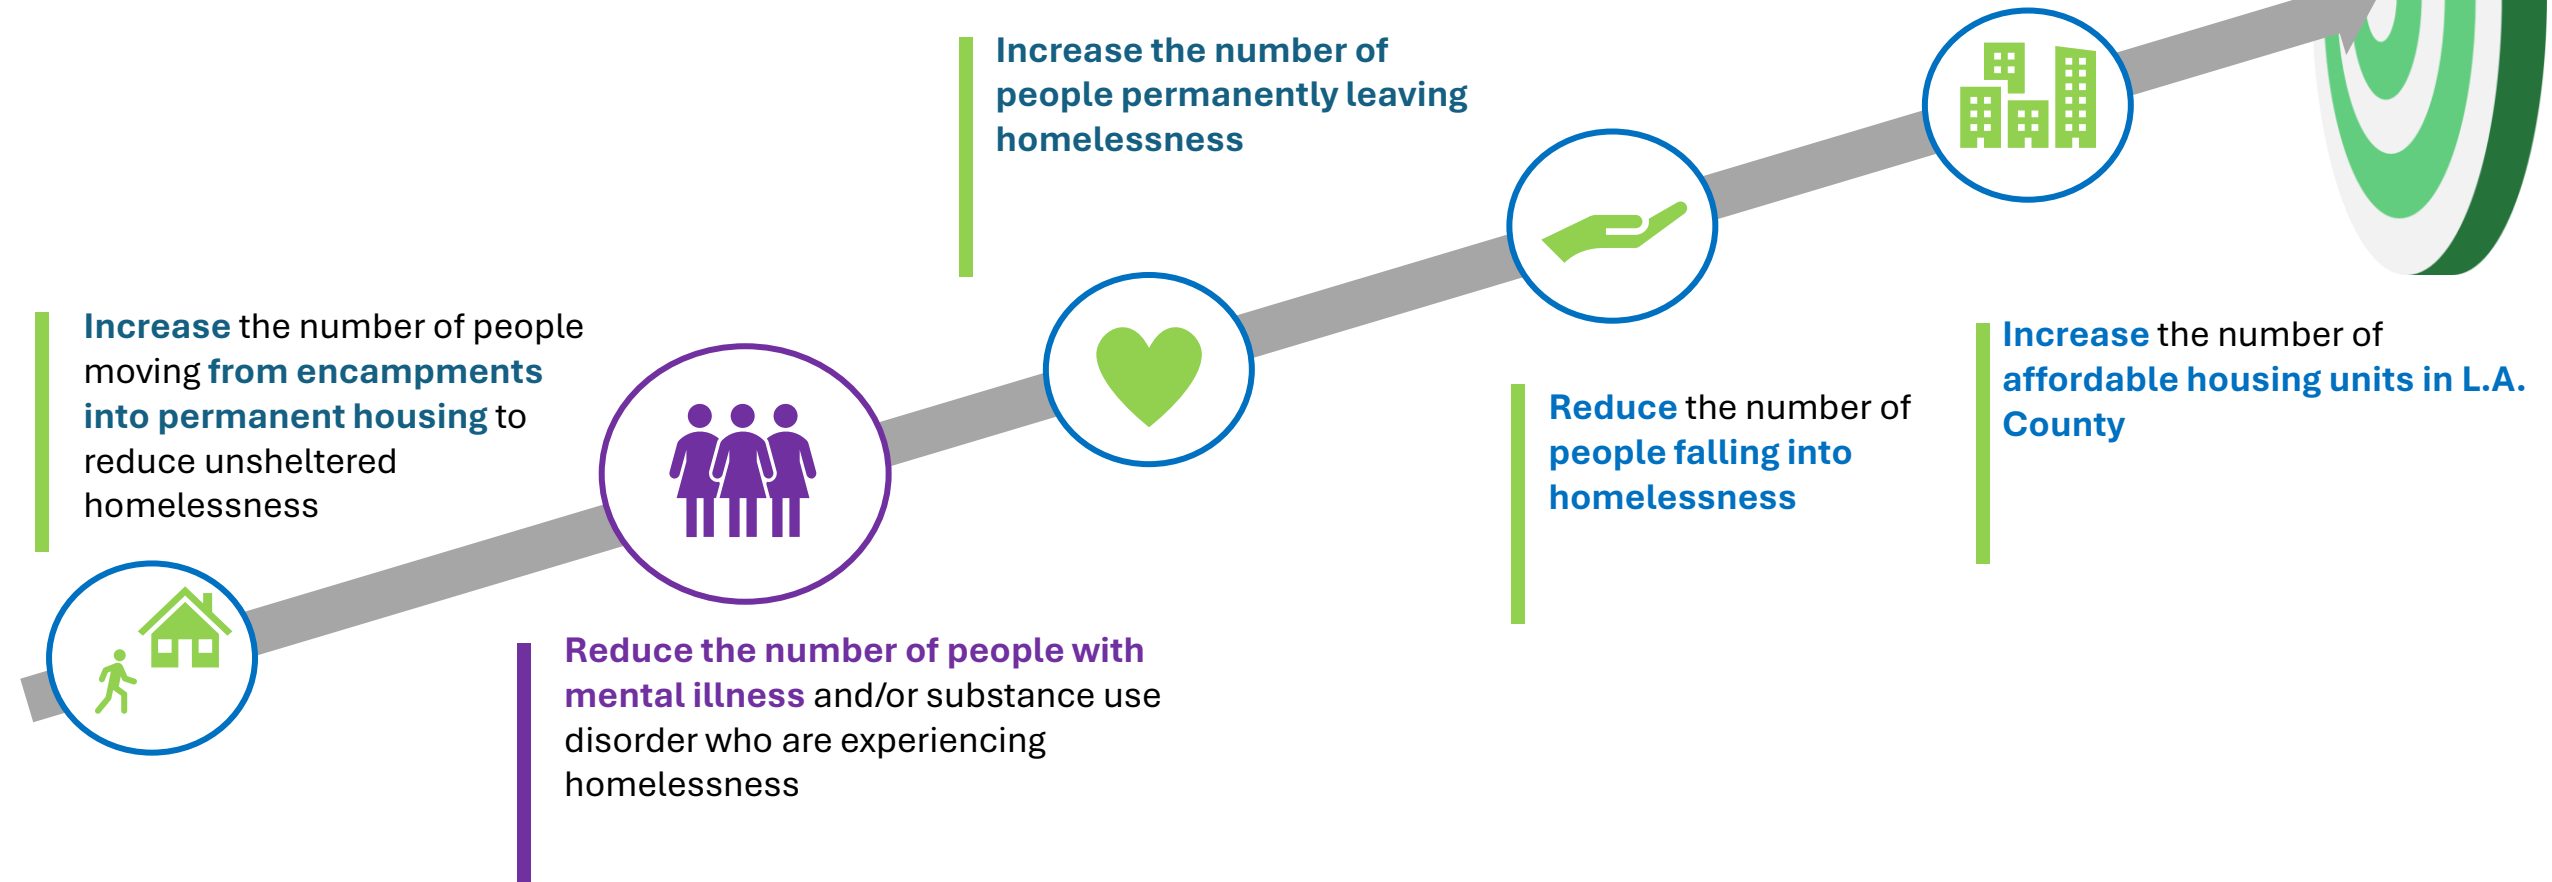 Increase the number of people
moving from encampments
into permanent housing to
reduce unsheltered
homelessness
Reduce the number of people with
mental illness and/or substance use
disorder who are experiencing
homelessness
Increase the number of
people permanently leaving
homelessness
Reduce the number of
people falling into
homelessness
Increase the number of
affordable housing units in L.A.
County